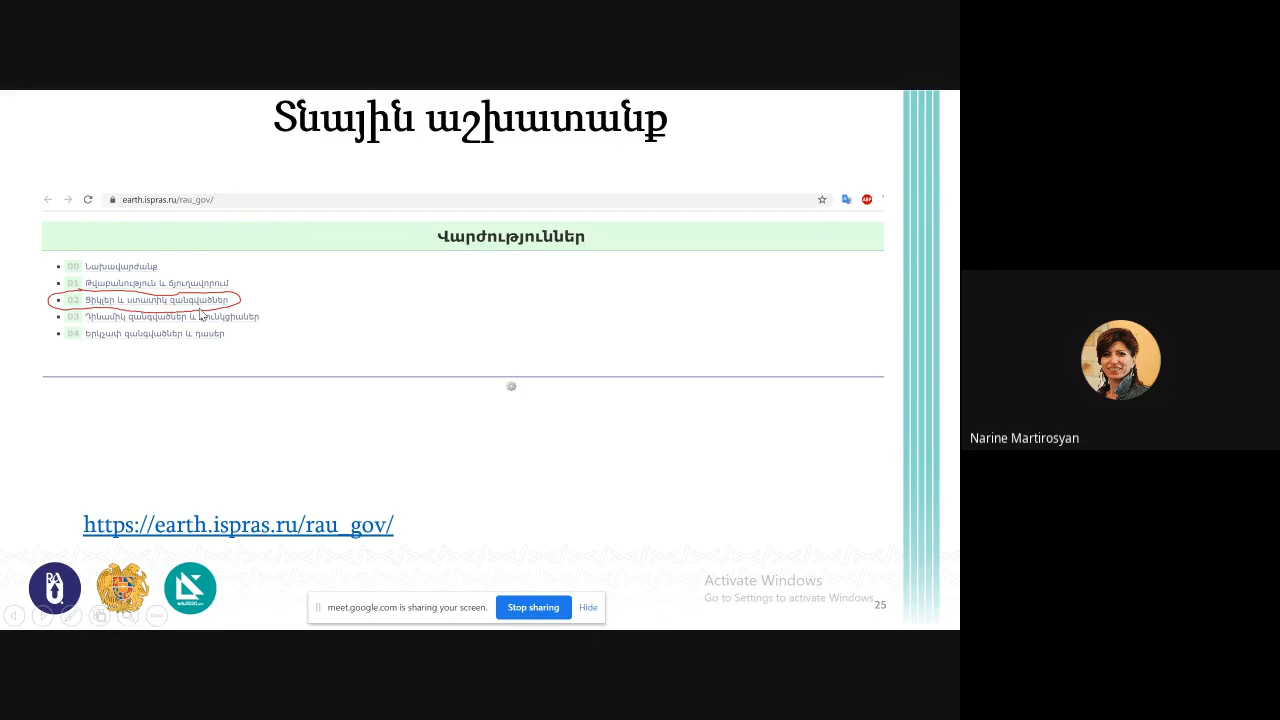 Տնային աշխատանք
earth.ispras.ru/rau_gov/
ABP
Վարժություններ
00 Նախավարժանք
01 Թվաբանություն և ճյուղավորում
02 Ցիկլեր և ստատիկ զանգվածներ
03 Դինամիկ զանգվածներ և ֆունկցիաներ
04 Երկչափ զանգվածներ և դասեր
Narine Martirosyan
https://earth.ispras.ru/rau_gov/
Activate Windows
Go to Settings to activate Windows.
25
meet.google.com is sharing your screen.
Stop sharing
Hide